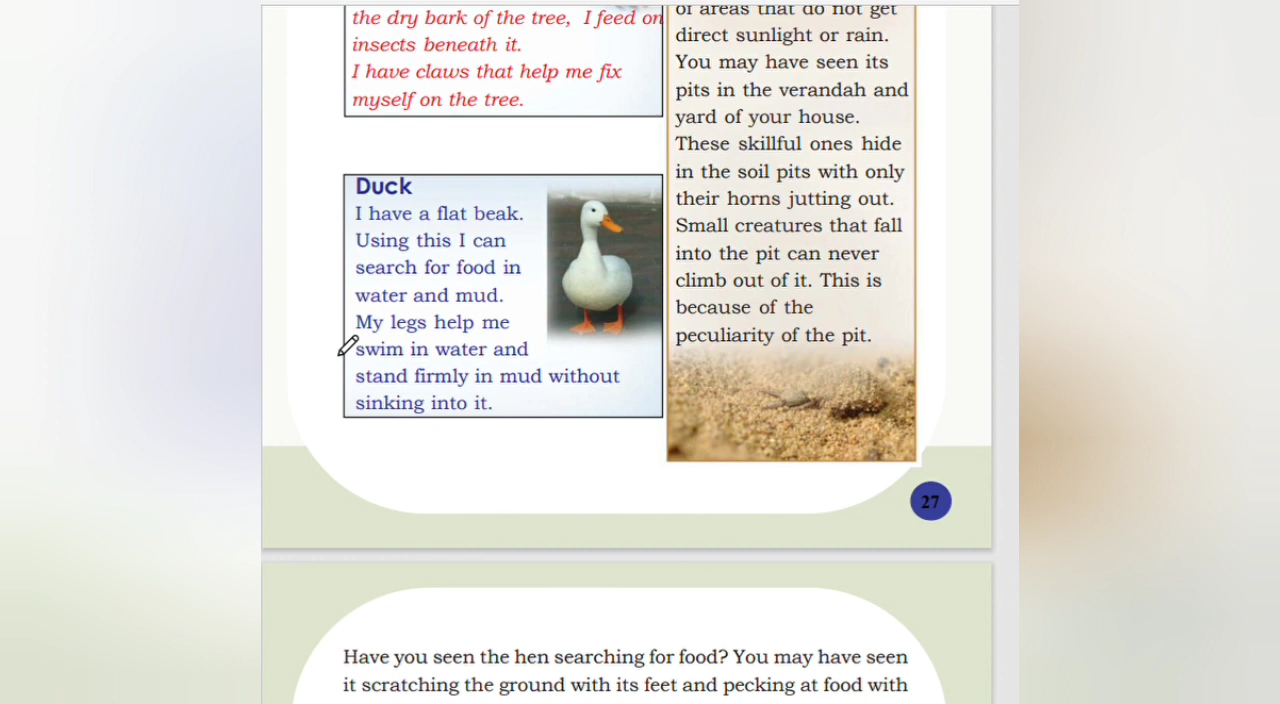 the dry bark of the tree, I feed on
insects beneath it.
I have claws that help me fix
myself on the tree.
Duck
I have a flat beak.
Using this I can
search for food in
water and mud.
My legs help me
swim in water and
stand firmly in mud without
sinking into it.
of areas that do not get
direct sunlight or rain.
You may have seen its
pits in the verandah and
yard of your house.
These skillful ones hide
in the soil pits with only
their horns jutting out.
Small creatures that fall
into the pit can never
climb out of it. This is
because of the
peculiarity of the pit.
27
Have you seen the hen searching for food? You may have seen
it scratching the ground with its feet and pecking at food with